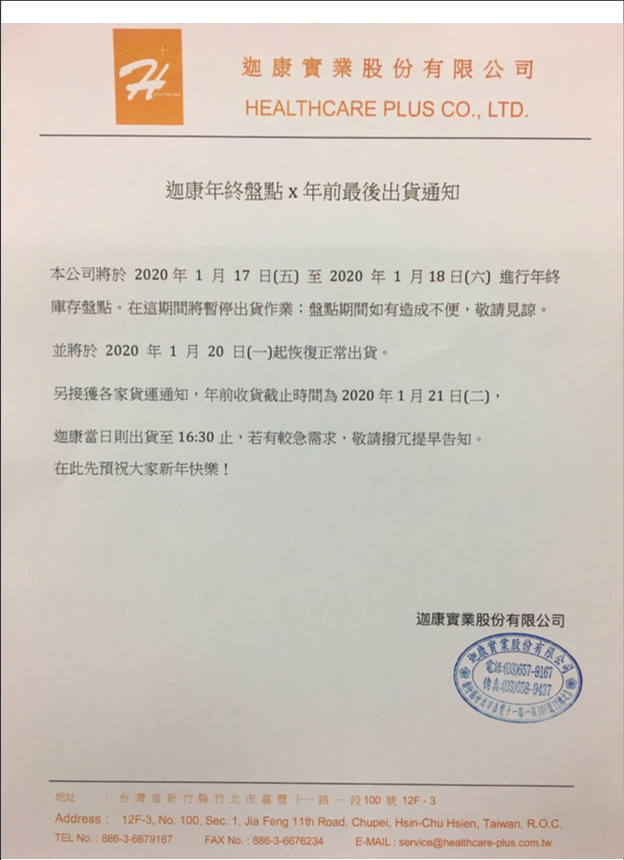 H
HEALTHCARE
迦康實業股份有限公司
HEALTHCARE PLUS CO., LTD.
迦康年終盤點 x 年前最後出貨通知
本公司將於 2020 年 1 月 17 日(五) 至 2020 年 1 月 18 日(六) 進行年終
庫存盤點。在這期間將暫停出貨作業；盤點期間如有造成不便，敬請見諒。
並將於 2020 年 1 月 20 日(一)起恢復正常出貨。
另接獲各家貨運通知，年前收貨截止時間為 2020 年 1 月 21 日(二)，
迦康當日則出貨至 16:30 止，若有較急需求，敬請撥冗提早告知。
在此先預祝大家新年快樂！
迦康實業股份有限公司
迦康實業股份有限公司
電話:(03)657-9167
傳真:(03)658-9437
地址 : 台灣省新竹縣竹北市嘉豐十一路一段100 號 12F - 3
Address : 12F-3, No. 100, Sec. 1, Jia Feng 11th Road, Chupei, Hsin-Chu Hsien, Taiwan, R.O.C.
TEL No. : 886-3-6679167 FAX No. : 886-3-6676234 E-MAIL : service@healthcare-plus.com.tw